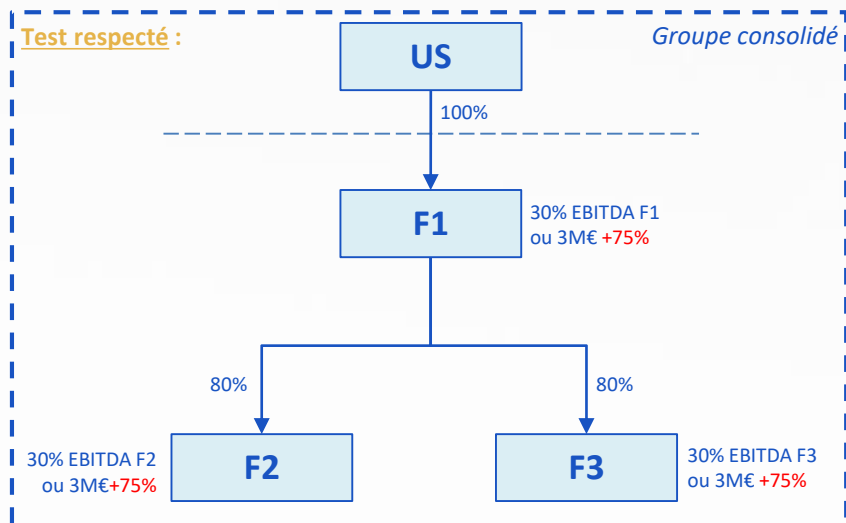 Test respecté :
Groupe consolidé
US
100%
F1
30% EBITDA F1
ou 3M€ +75%
80%
80%
30% EBITDA F2
ou 3M€+75%
F2
F3
30% EBITDA F3
ou 3M€ +75%